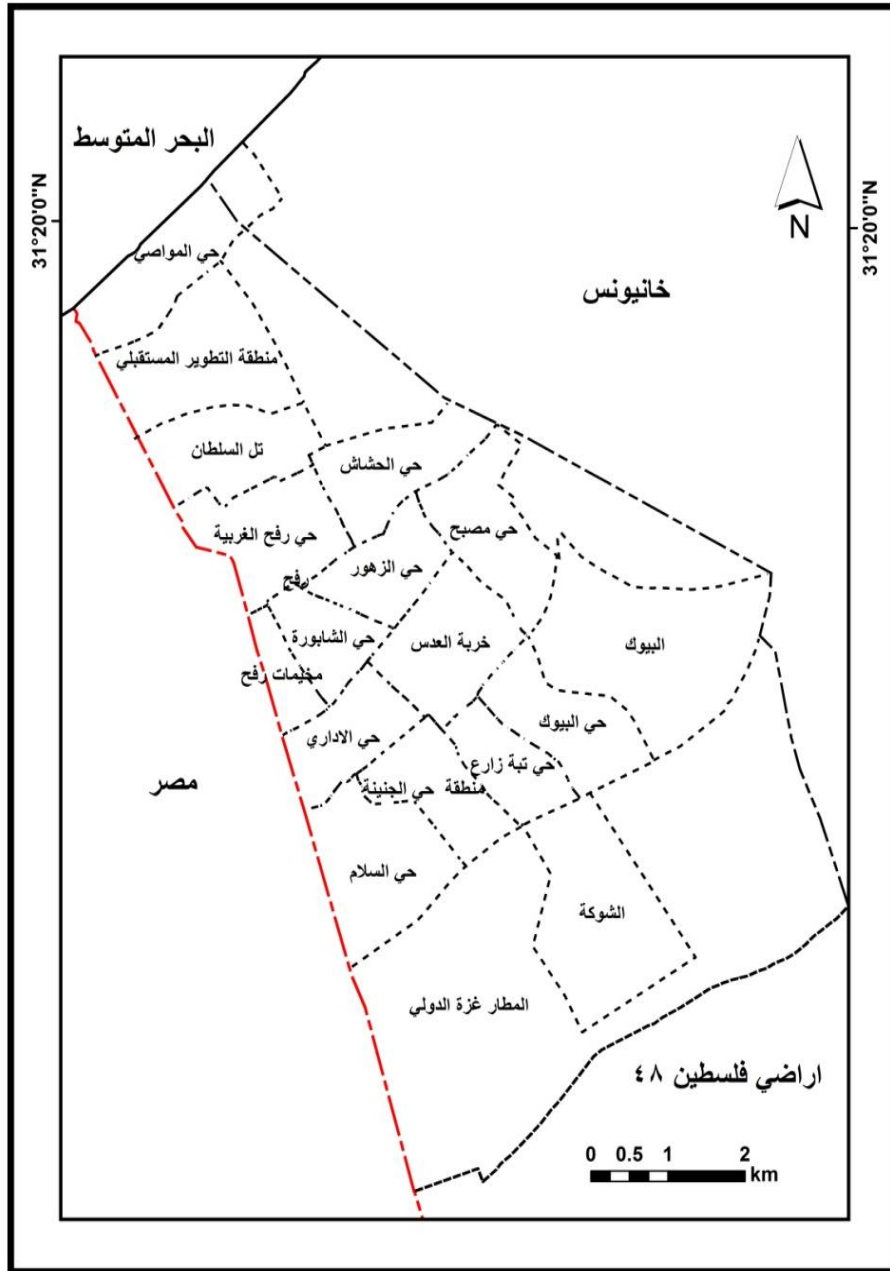 البحر المتوسط
31°20'0"N
31°20'0"N
N
حي المواصي
خانيونس
منطقة التطوير المستقبلي
تل السلطان
حي الحشاش
حي رفح الغربية
حي مصبح
حي الزهور
رفح
حي الشابورة
خربة العدس
البيوك
مخيمات رفح
حي الاداري
حي البيوك
حي تبة زارع
مصر
منطقة حي الجنينة
حي السلام
الشوكة
المطار غزة الدولي
اراضي فلسطين ٤٨
0 0.5 1 2
km